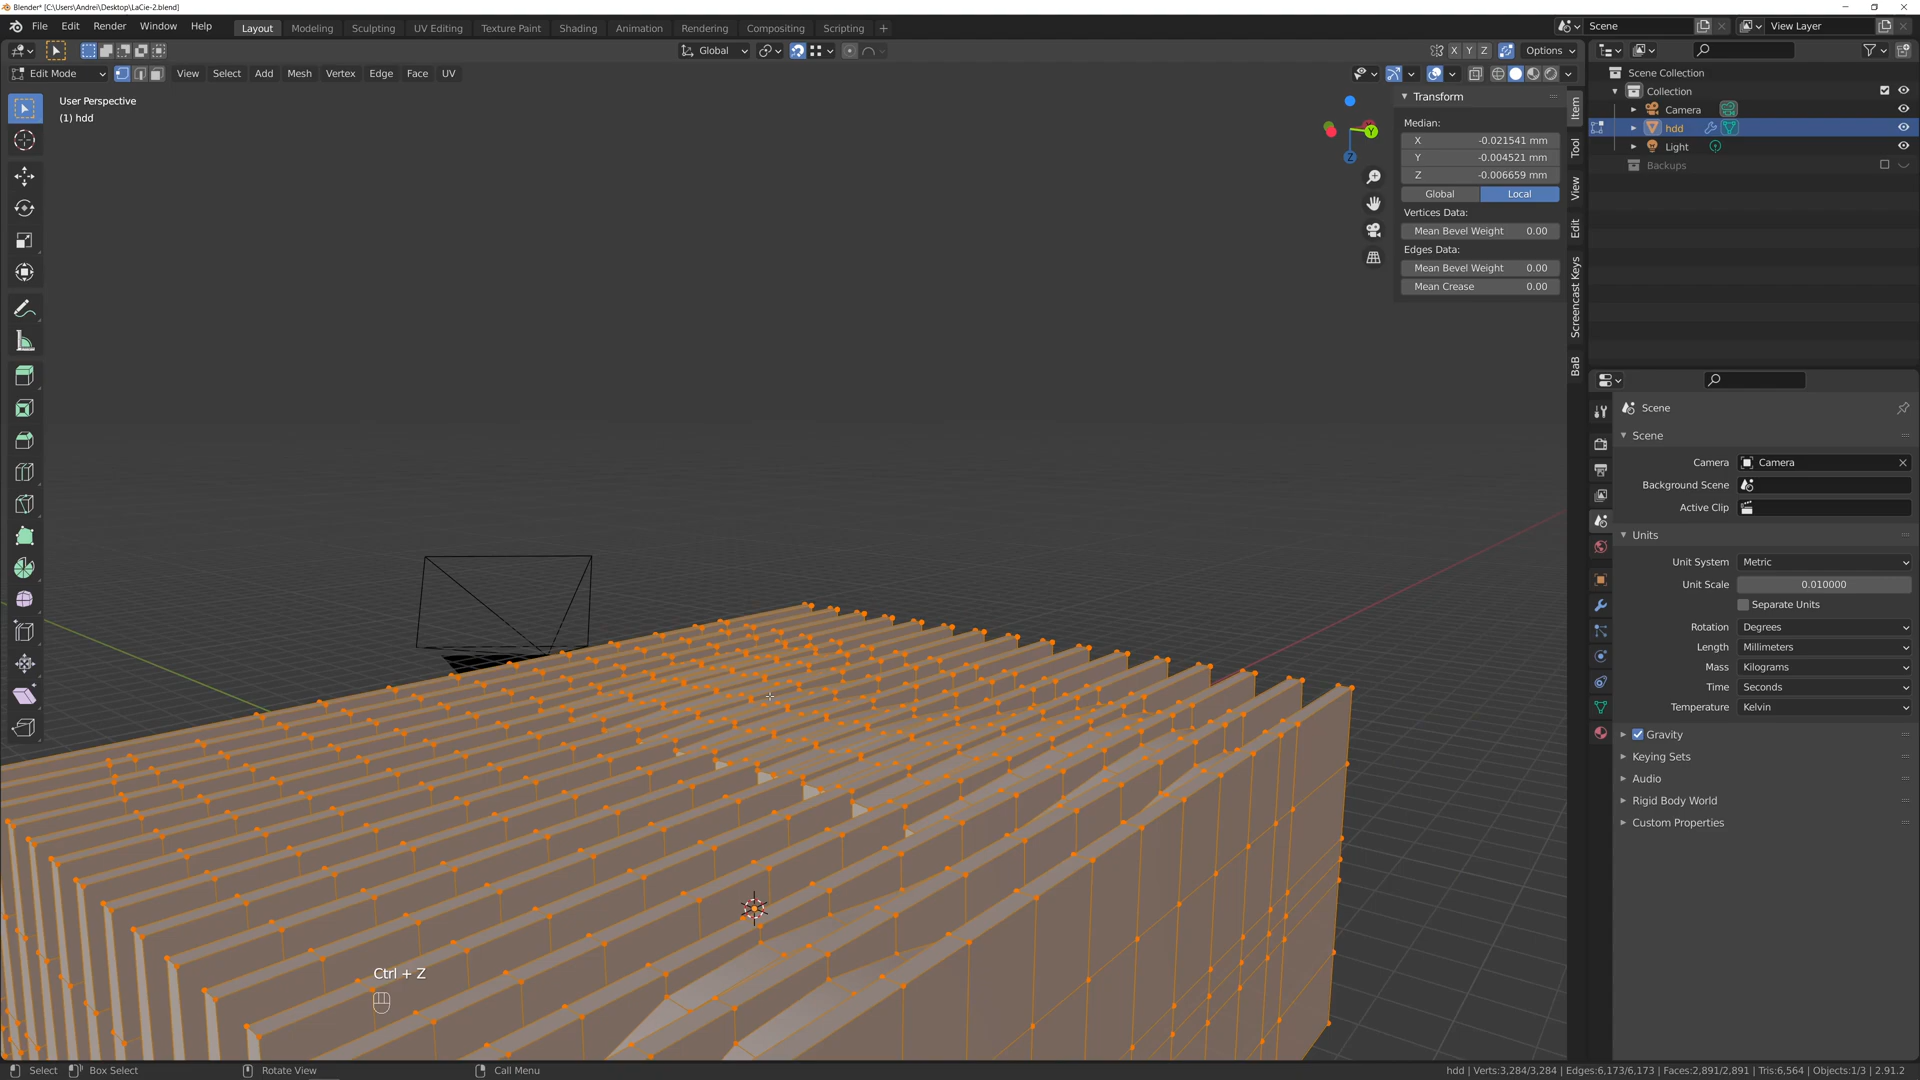 Blender* [C:\Users\Andrei\Desktop\LaCie-2.blend]
File Edit Render Window Help Layout Modeling Sculpting UV Editing Texture Paint Shading Animation Rendering Compositing Scripting Scene View Layer
Global X Y Z Options
Edit Mode View Select Add Mesh Vertex Edge Face UV
User Perspective
(1) hdd
Y
Z
Transform
Median:
X -0.021541 mm
Y -0.004521 mm
Z -0.006659 mm
Global Local
Vertices Data:
Mean Bevel Weight 0.00
Edges Data:
Mean Bevel Weight 0.00
Mean Crease 0.00
Item
Tool
View
Edit
Screencast Keys
BaB
Scene Collection
Collection
Camera
hdd
Light
Backups
Scene
Scene
Camera Camera
Background Scene
Active Clip
Units
Unit System Metric
Unit Scale 0.010000
Separate Units
Rotation Degrees
Length Millimeters
Mass Kilograms
Time Seconds
Temperature Kelvin
Gravity
Keying Sets
Audio
Rigid Body World
Custom Properties
Ctrl + Z
Select Box Select Rotate View Call Menu hdd | Verts:3,284/3,284 | Edges:6,173/6,173 | Faces:2,891/2,891 | Tris:6,564 | Objects:1/3 | 2.91.2